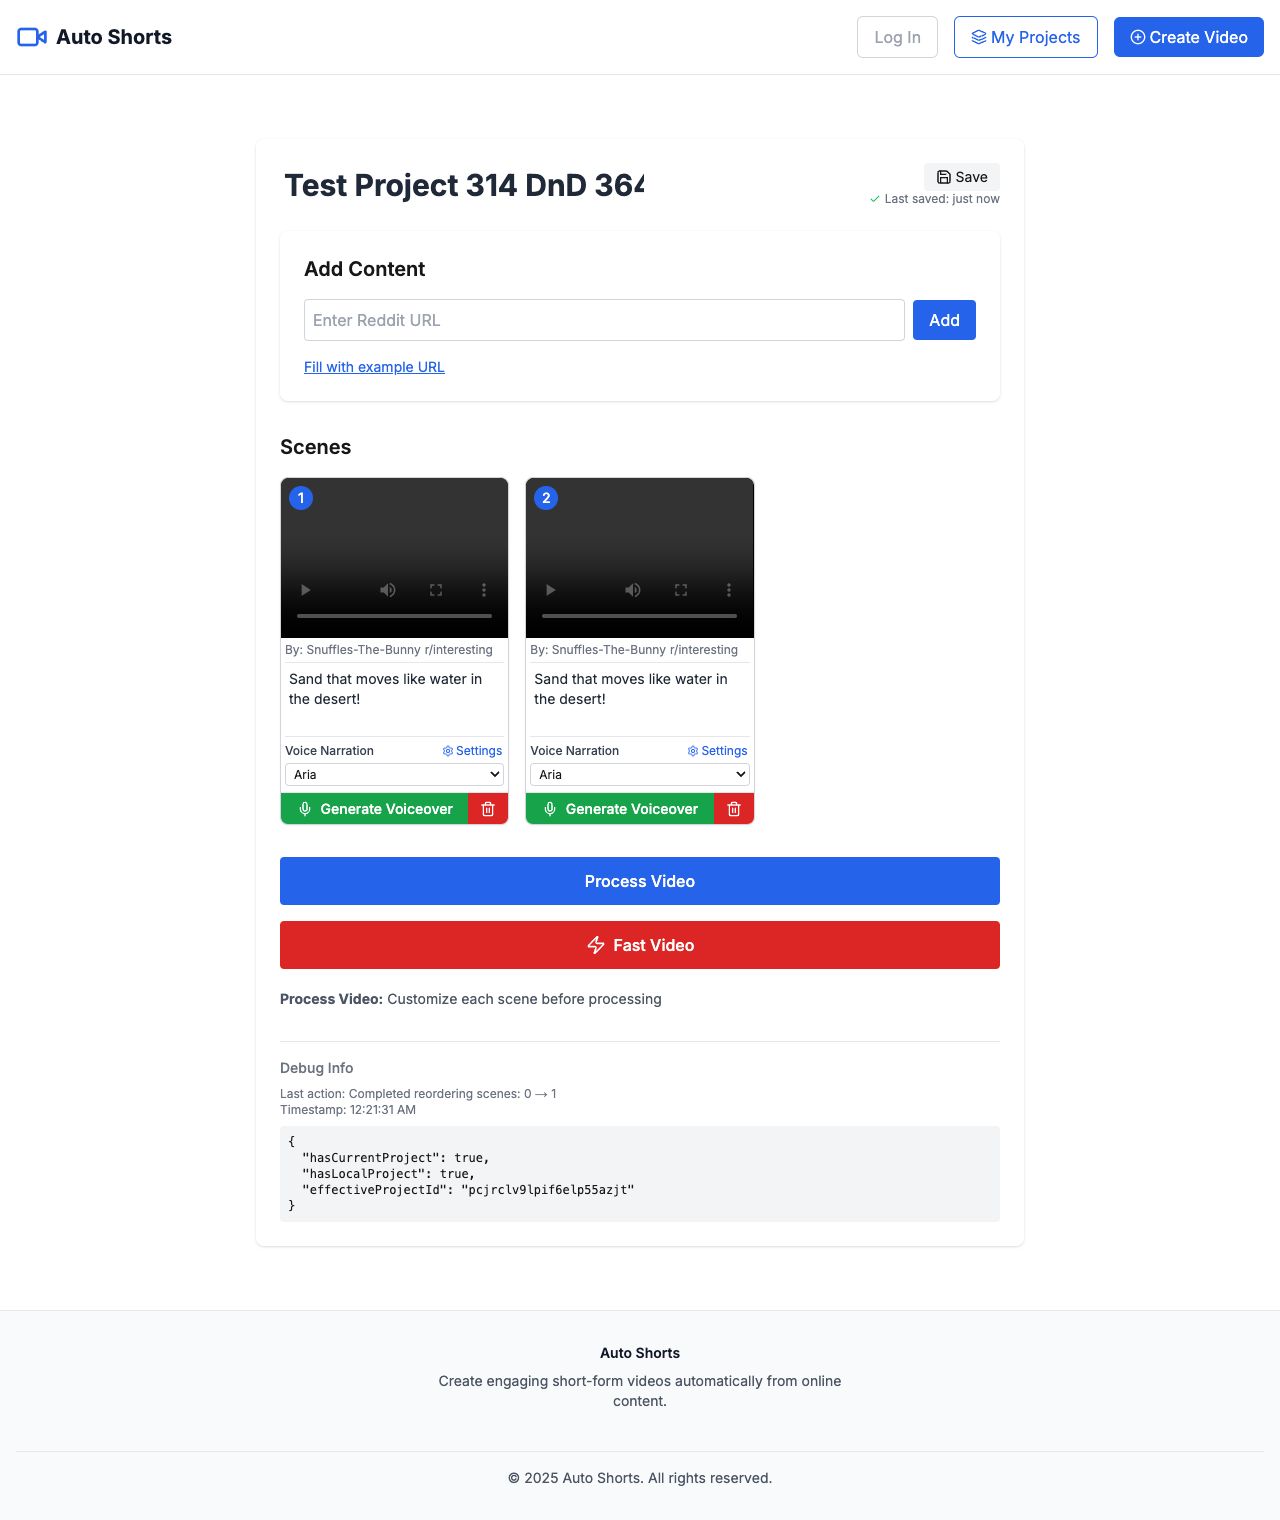 Auto Shorts
Log In
My Projects
Create Video
Test Project 314 DnD 364
Save
Last saved: just now
Add Content
Enter Reddit URL
Add
Fill with example URL
Scenes
1
2
By: Snuffles-The-Bunny r/interesting
By: Snuffles-The-Bunny r/interesting
Sand that moves like water in
the desert!
Sand that moves like water in
the desert!
Voice Narration
Settings
Voice Narration
Settings
Aria
Aria
Generate Voiceover
Generate Voiceover
Process Video
Fast Video
Process Video: Customize each scene before processing
Debug Info
Last action: Completed reordering scenes: 0 → 1
Timestamp: 12:21:31 AM
{
"hasCurrentProject": true,
"hasLocalProject": true,
"effectiveProjectId": "pcjrclv9lpif6elp55azjt"
}
Auto Shorts
Create engaging short-form videos automatically from online
content.
© 2025 Auto Shorts. All rights reserved.